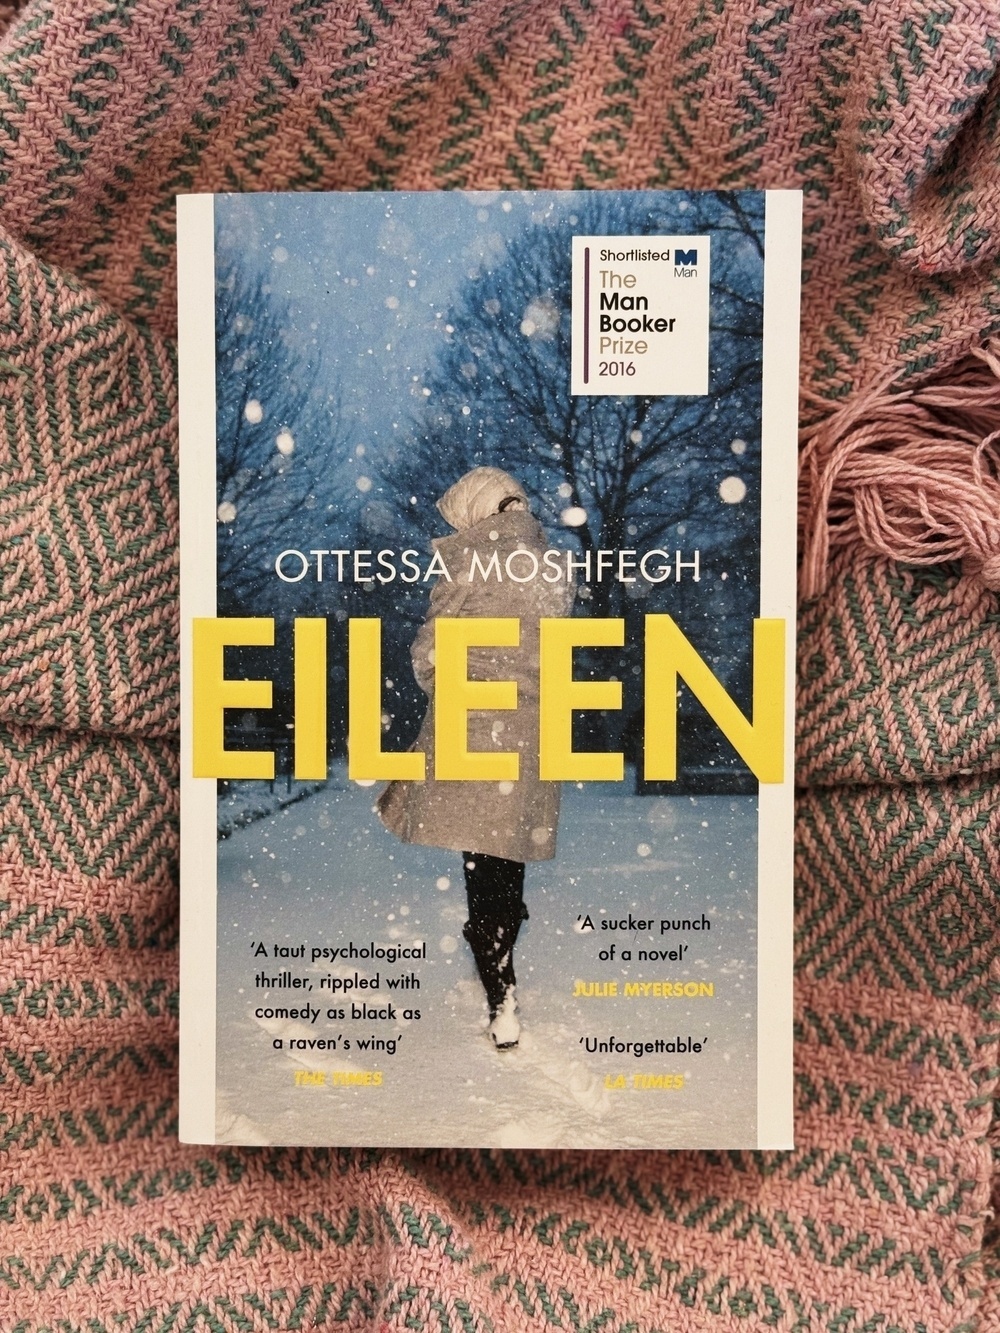 Shortlisted M
Man
The
Man
Booker
Prize
2016
OTTESSA MOSHFEGH
EILEEN
‘A taut psychological
thriller, rippled with
comedy as black as
a raven’s wing’
THE TIMES
‘A sucker punch
of a novel’
JULIE MYERSON
‘Unforgettable’
LA TIMES